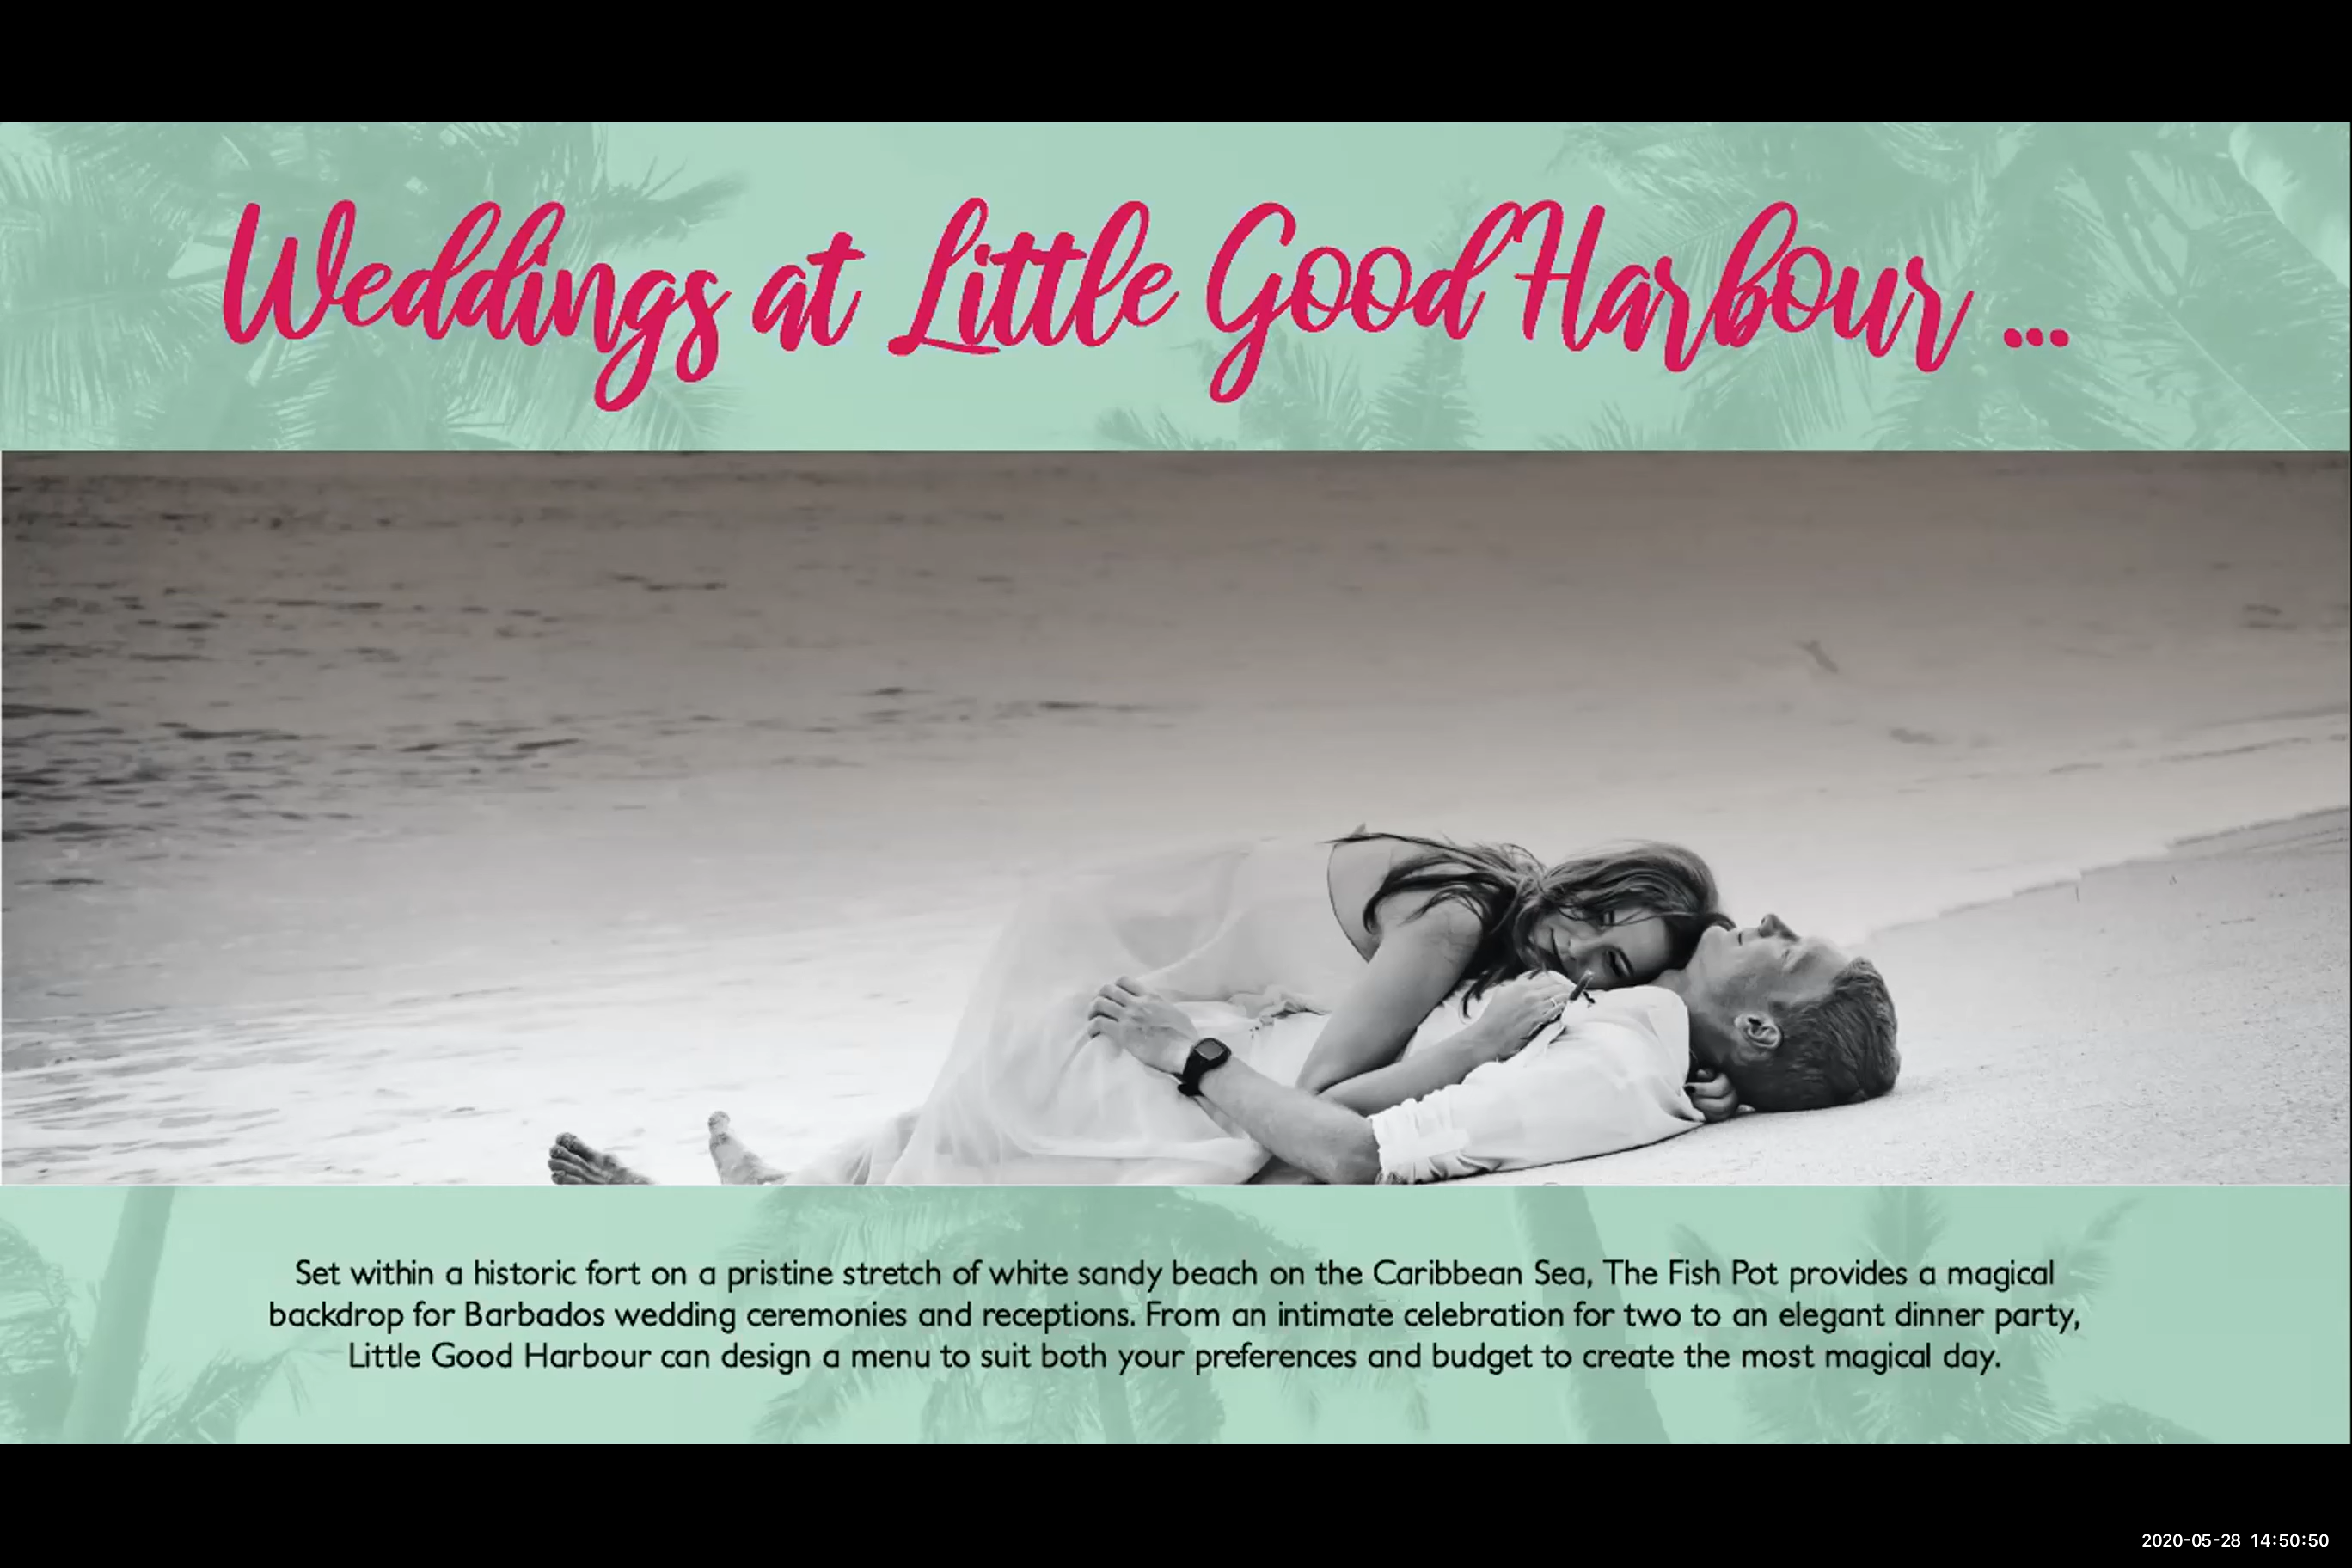 Weddings at Little Good Harbour ...
Set within a historic fort on a pristine stretch of white sandy beach on the Caribbean Sea, The Fish Pot provides a magical
backdrop for Barbados wedding ceremonies and receptions. From an intimate celebration for two to an elegant dinner party,
Little Good Harbour can design a menu to suit both your preferences and budget to create the most magical day.
2020-05-28 14:50:50